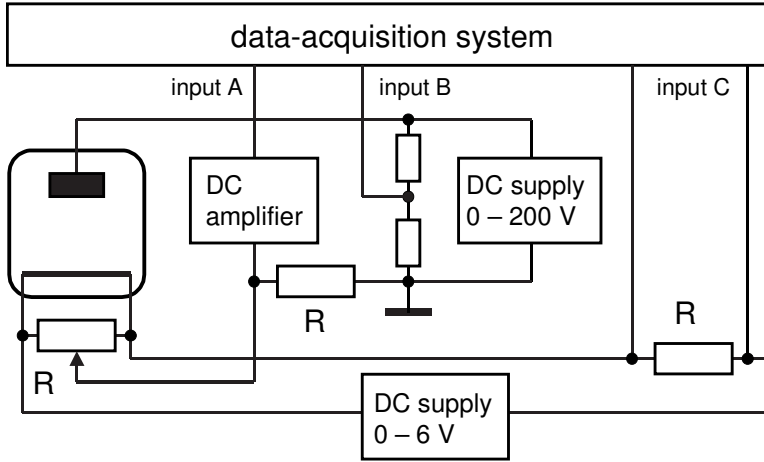 data-acquisition system
input A
input B
input C
DC
amplifier
DC supply
0 – 200 V
R
R
R
DC supply
0 – 6 V